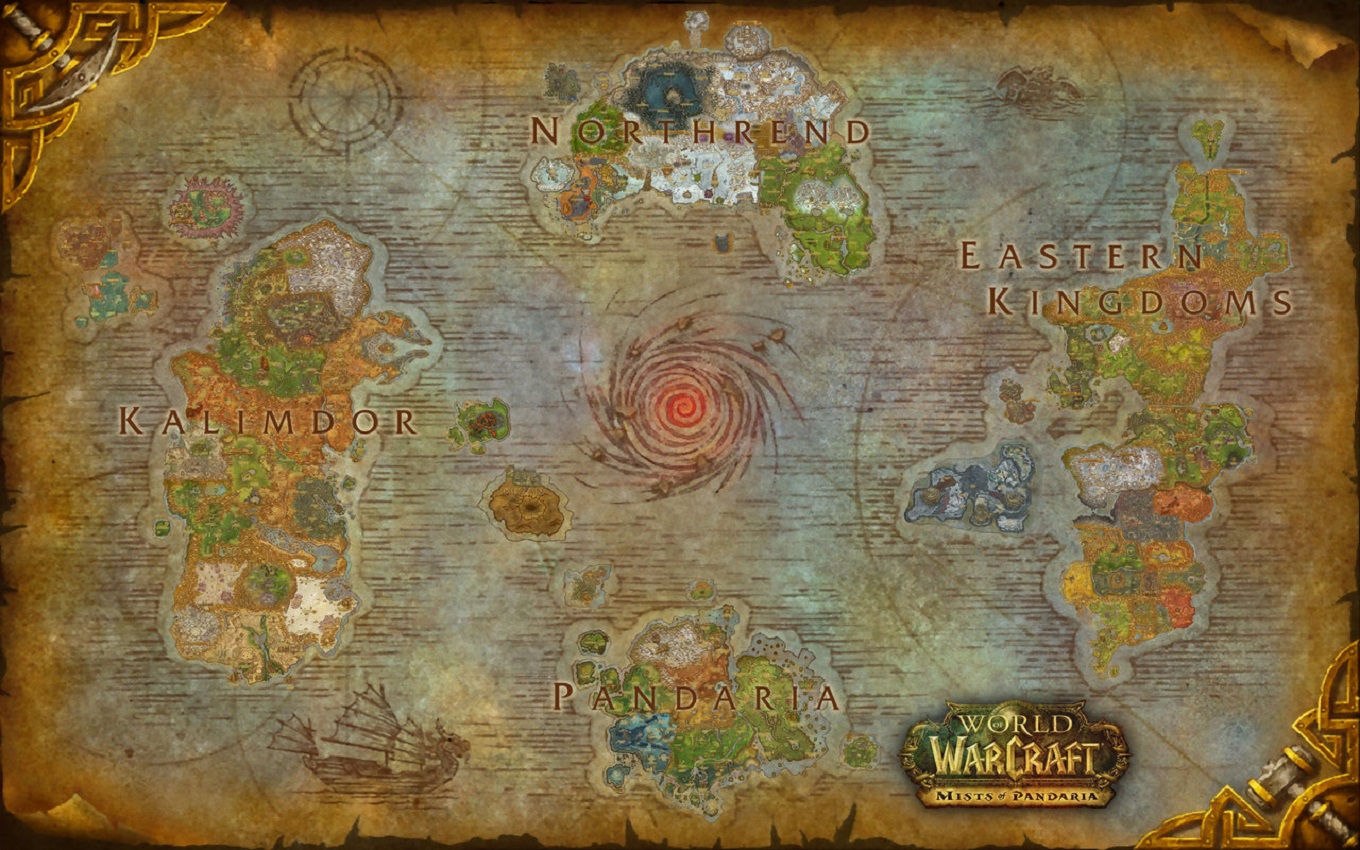 NORTHREND
EASTERN
KINGDOMS
KALIMDOR
PANDARIA
WORLD
OF
WARCRAFT
MISTS of PANDARIA